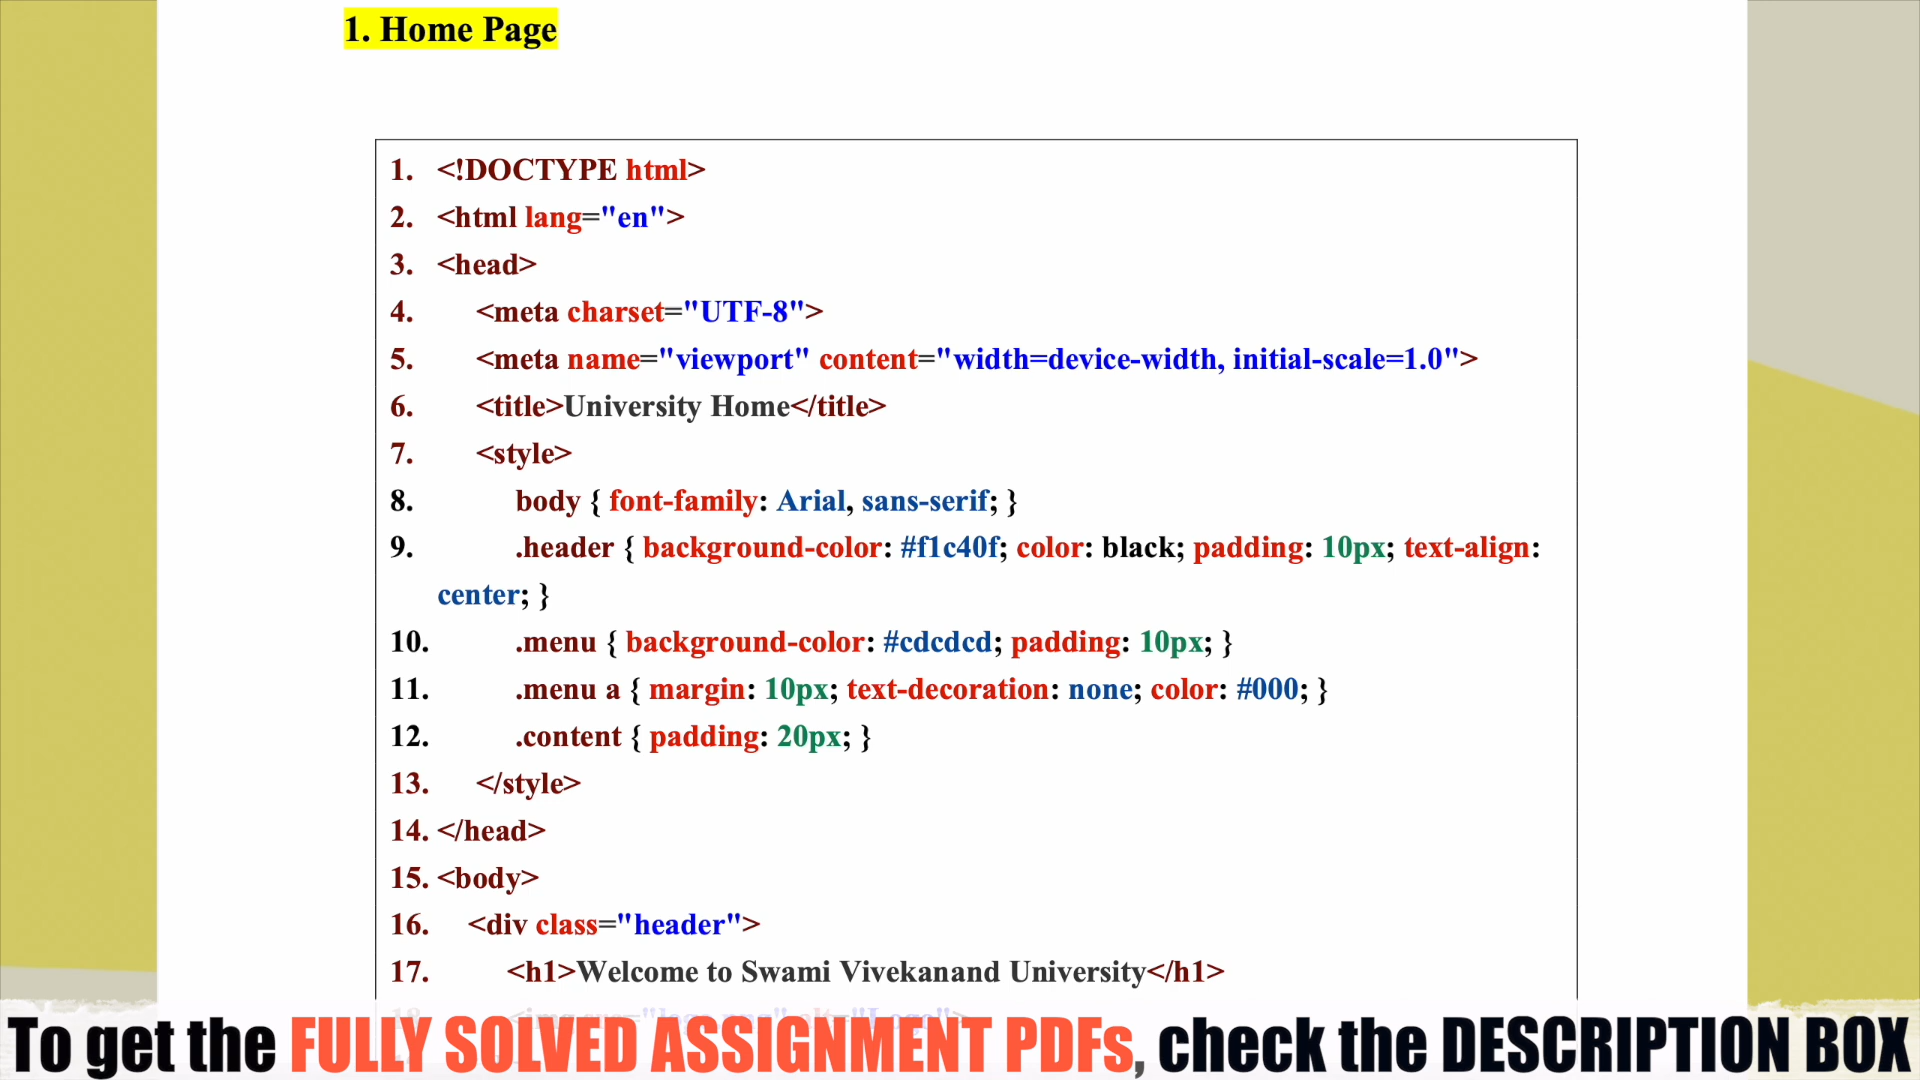 1. Home Page
1. <!DOCTYPE html>
2. <html lang="en">
3. <head>
4. <meta charset="UTF-8">
5. <meta name="viewport" content="width=device-width, initial-scale=1.0">
6. <title>University Home</title>
7. <style>
8. body { font-family: Arial, sans-serif; }
9. .header { background-color: #f1c40f; color: black; padding: 10px; text-align:
center; }
10. .menu { background-color: #cdcdcd; padding: 10px; }
11. .menu a { margin: 10px; text-decoration: none; color: #000; }
12. .content { padding: 20px; }
13. </style>
14. </head>
15. <body>
16. <div class="header">
17. <h1>Welcome to Swami Vivekanand University</h1>
To get the FULLY SOLVED ASSIGNMENT PDFs, check the DESCRIPTION BOX